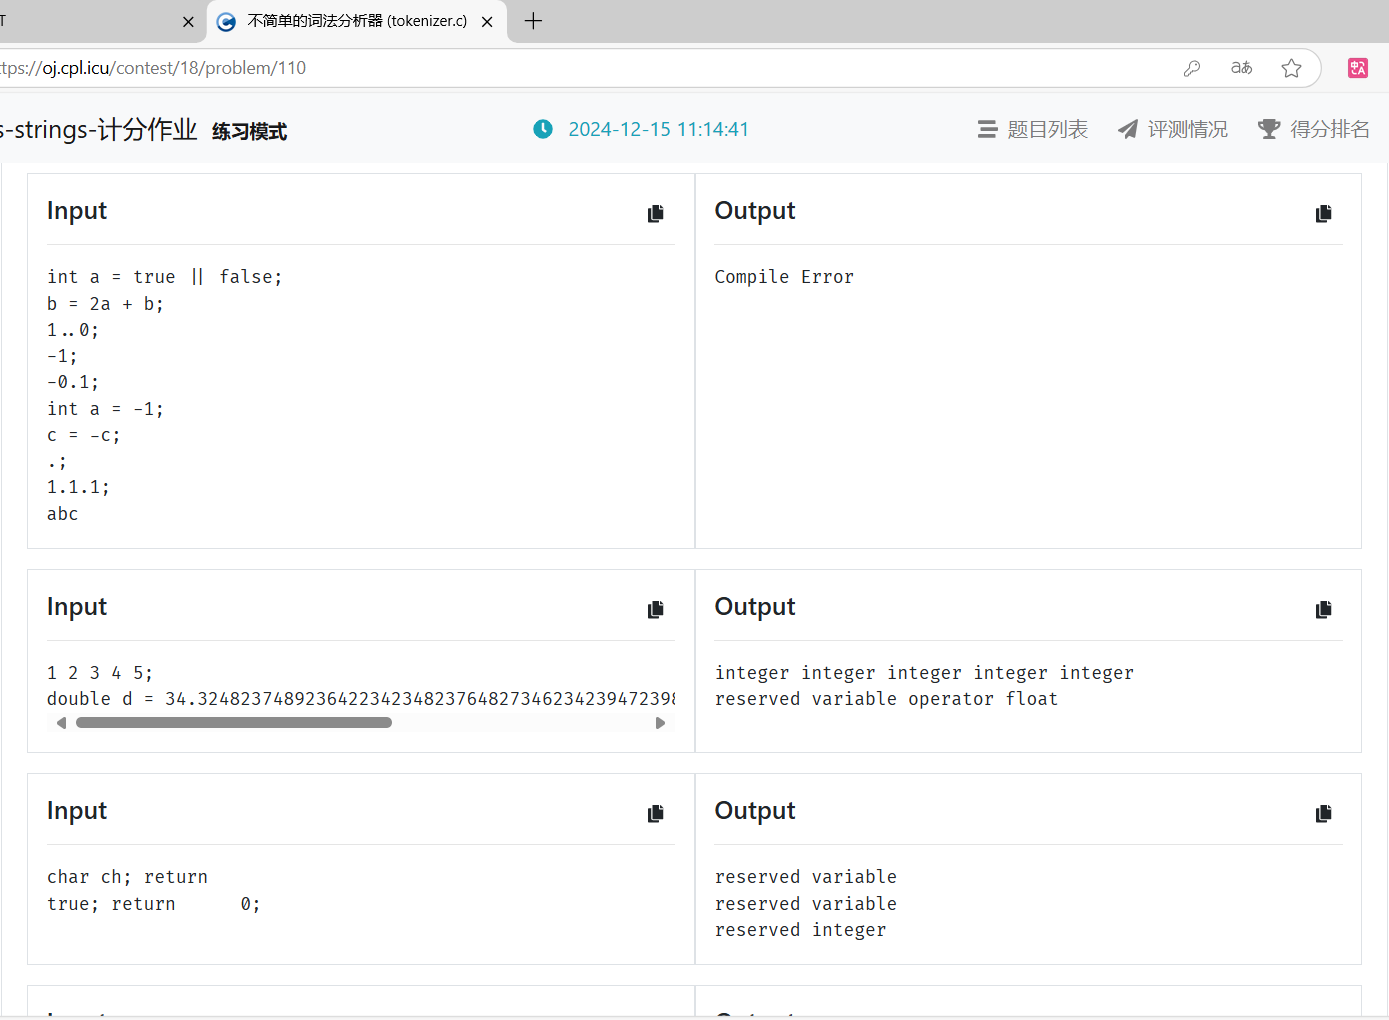 T
不简单的词法分析器 (tokenizer.c)
ttps://oj.cpl.icu/contest/18/problem/110
s-strings-计分作业 练习模式
2024-12-15 11:14:41
题目列表
评测情况
得分排名
Input
int a = true || false;
b = 2a + b;
1..0;
-1;
-0.1;
int a = -1;
c = -c;
.;
1.1.1;
abc
Output
Compile Error
Input
1 2 3 4 5;
double d = 34.324823748923642234234823764827346234239472398
Output
integer integer integer integer integer
reserved variable operator float
Input
char ch; return
true; return      0;
Output
reserved variable
reserved variable
reserved integer